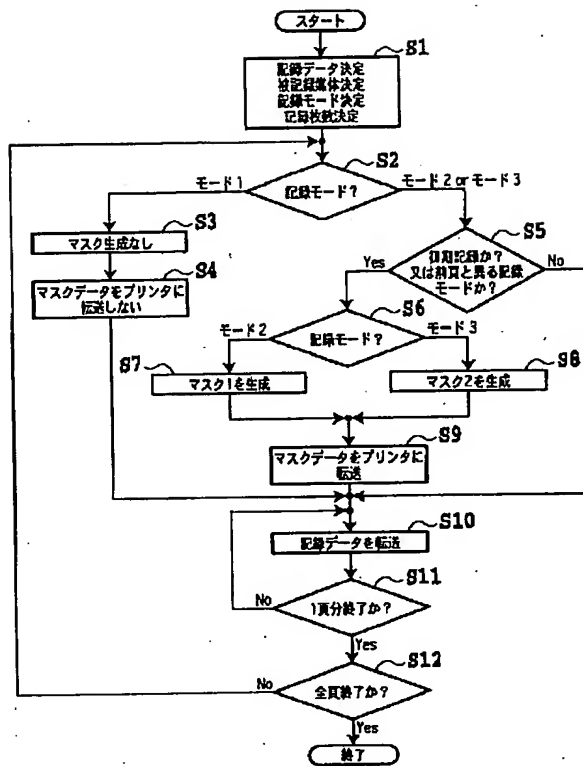 スタート
S1
記録データ決定
被記録媒体決定
記録モード決定
記録枚数決定
S2
記録モード?
モード1
モード2 or モード3
S3
マスク生成なし
S4
マスクデータをプリンタに
転送しない
S5
初期記録か?
又は前頁と異る記録
モードか?
Yes
No
S6
記録モード?
モード2
モード3
S7
マスク1を生成
S8
マスク2を生成
S9
マスクデータをプリンタに
転送
S10
記録データを転送
S11
1頁分終了か?
No
Yes
S12
全頁終了か?
No
Yes
終了